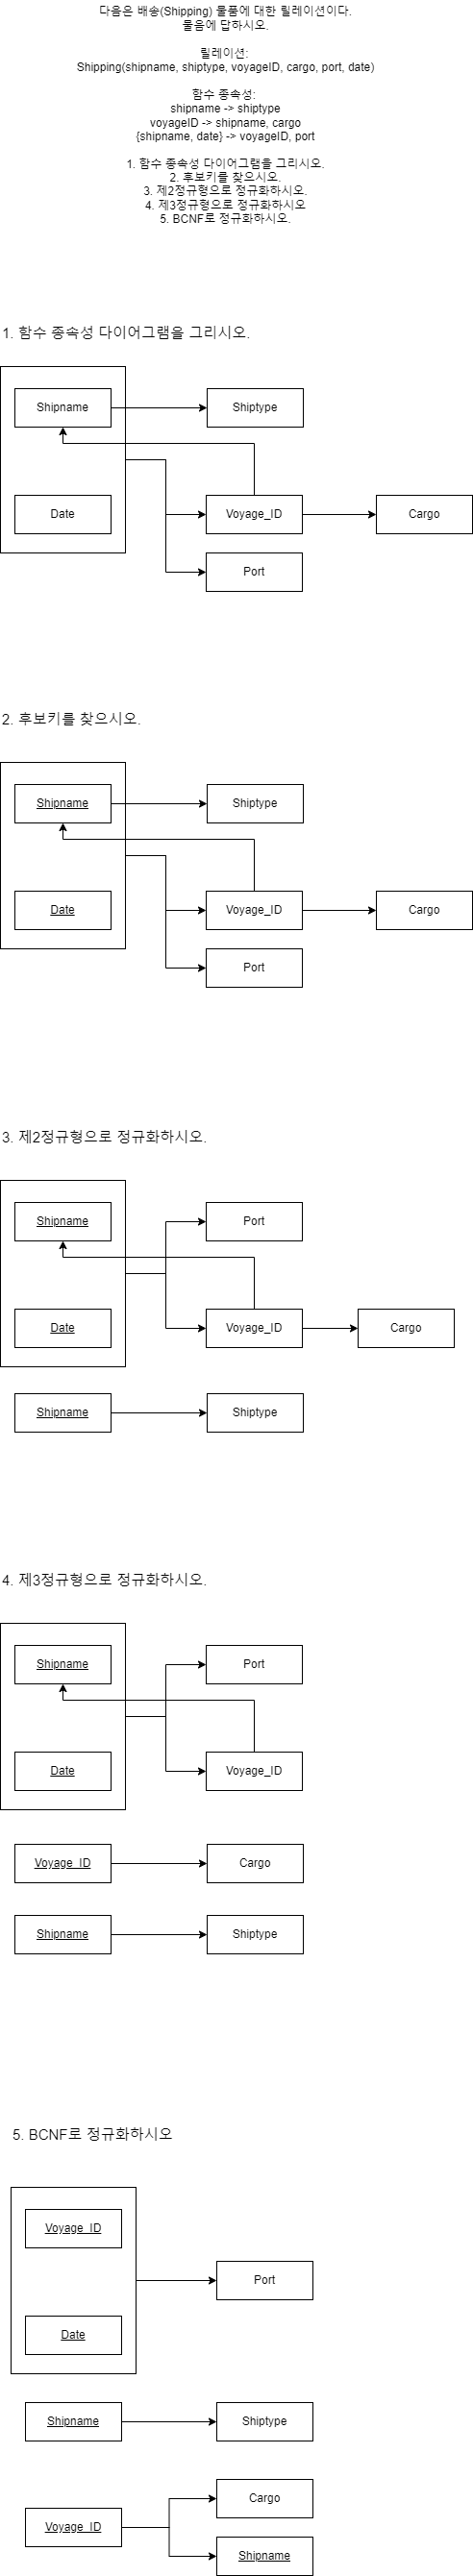 다음은 배송(Shipping) 물품에 대한 릴레이션이다.
물음에 답하시오.
릴레이션:
Shipping(shipname, shiptype, voyageID, cargo, port, date)
함수 종속성:
shipname -> shiptype
voyageID -> shipname, cargo
{shipname, date} -> voyageID, port
1. 함수 종속성 다이어그램을 그리시오.
2. 후보키를 찾으시오.
3. 제2정규형으로 정규화하시오.
4. 제3정규형으로 정규화하시오
5. BCNF로 정규화하시오.
1. 함수 종속성 다이어그램을 그리시오.
Shipname
Shiptype
Date
Voyage_ID
Cargo
Port
2. 후보키를 찾으시오.
Shipname
Shiptype
Date
Voyage_ID
Cargo
Port
3. 제2정규형으로 정규화하시오.
Shipname
Port
Date
Voyage_ID
Cargo
Shipname
Shiptype
4. 제3정규형으로 정규화하시오.
Shipname
Port
Date
Voyage_ID
Voyage_ID
Cargo
Shipname
Shiptype
5. BCNF로 정규화하시오
Voyage_ID
Port
Date
Shipname
Shiptype
Cargo
Voyage_ID
Shipname